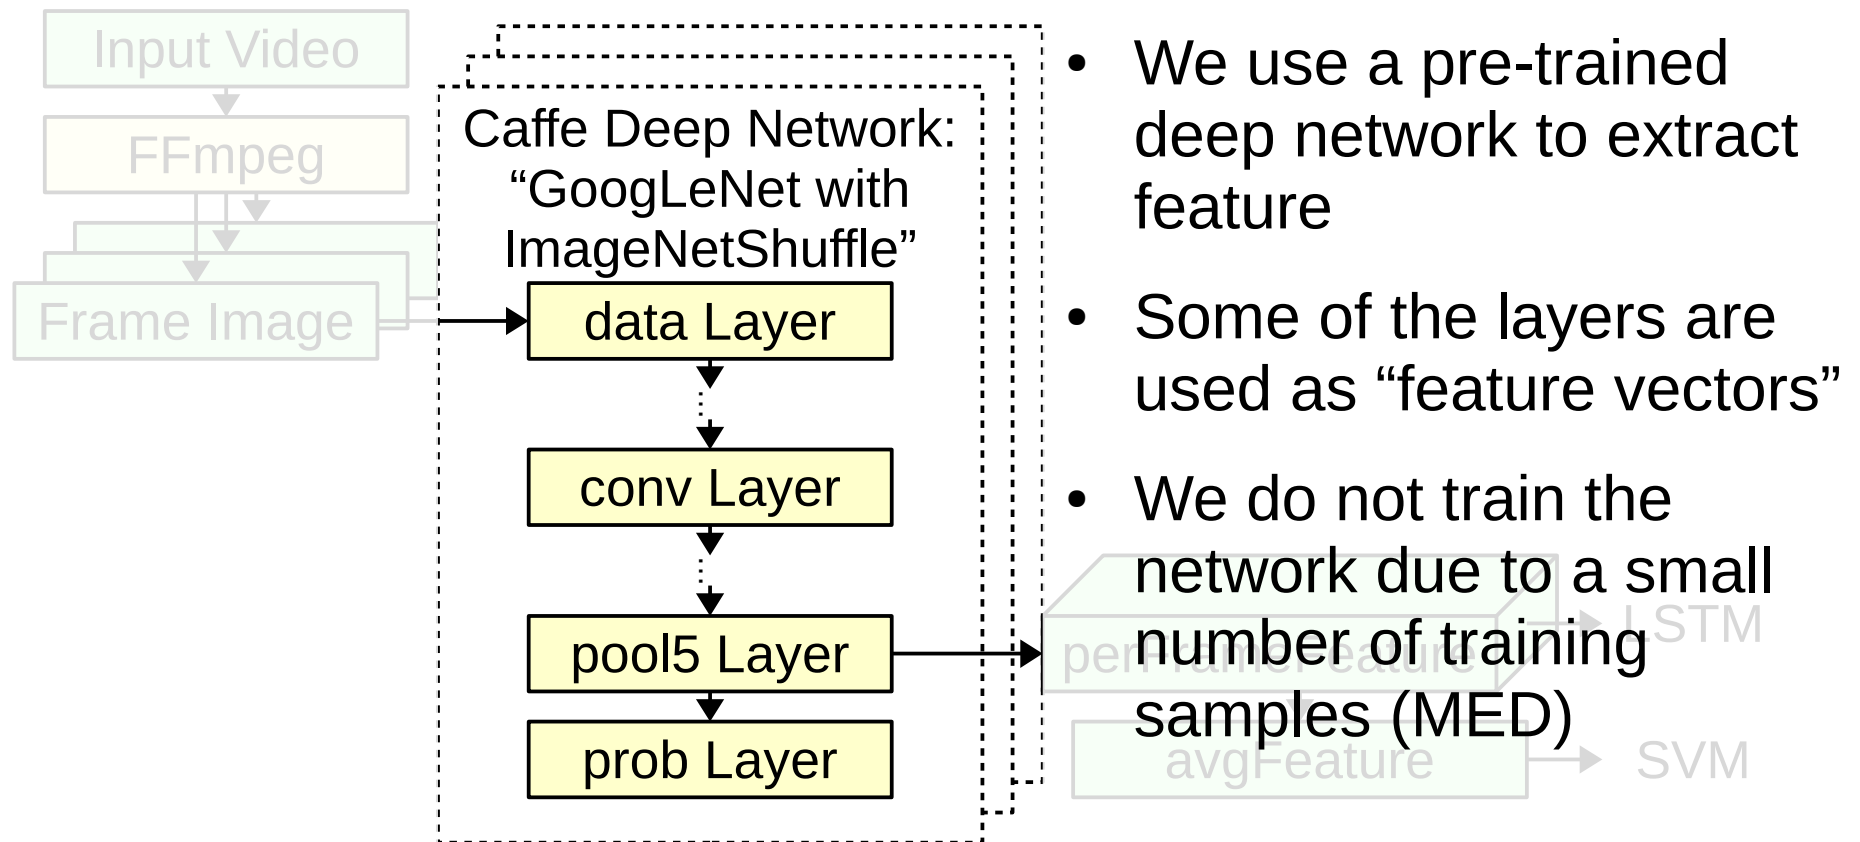 Input Video
FFmpeg
Frame Image
Caffe Deep Network:
“GoogLeNet with
ImageNetShuffle”
data Layer
conv Layer
pool5 Layer
prob Layer
• We use a pre-trained
deep network to extract
feature
• Some of the layers are
used as “feature vectors”
• We do not train the
network due to a small
number of training
samples (MED)
perFrameFeature
LSTM
avgFeature
SVM